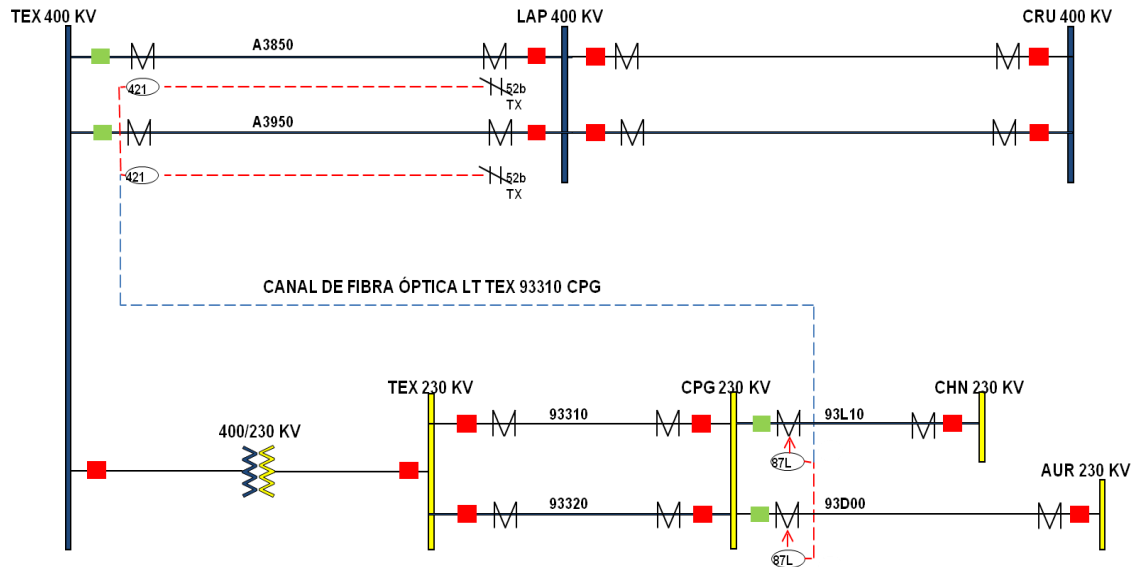 TEX 400 KV
LAP 400 KV
CRU 400 KV
A3850
421
52b
TX
A3950
421
52b
TX
CANAL DE FIBRA ÓPTICA LT TEX 93310 CPG
TEX 230 KV
CPG 230 KV
CHN 230 KV
93310
93L10
400/230 KV
87L
AUR 230 KV
93320
93D00
87L